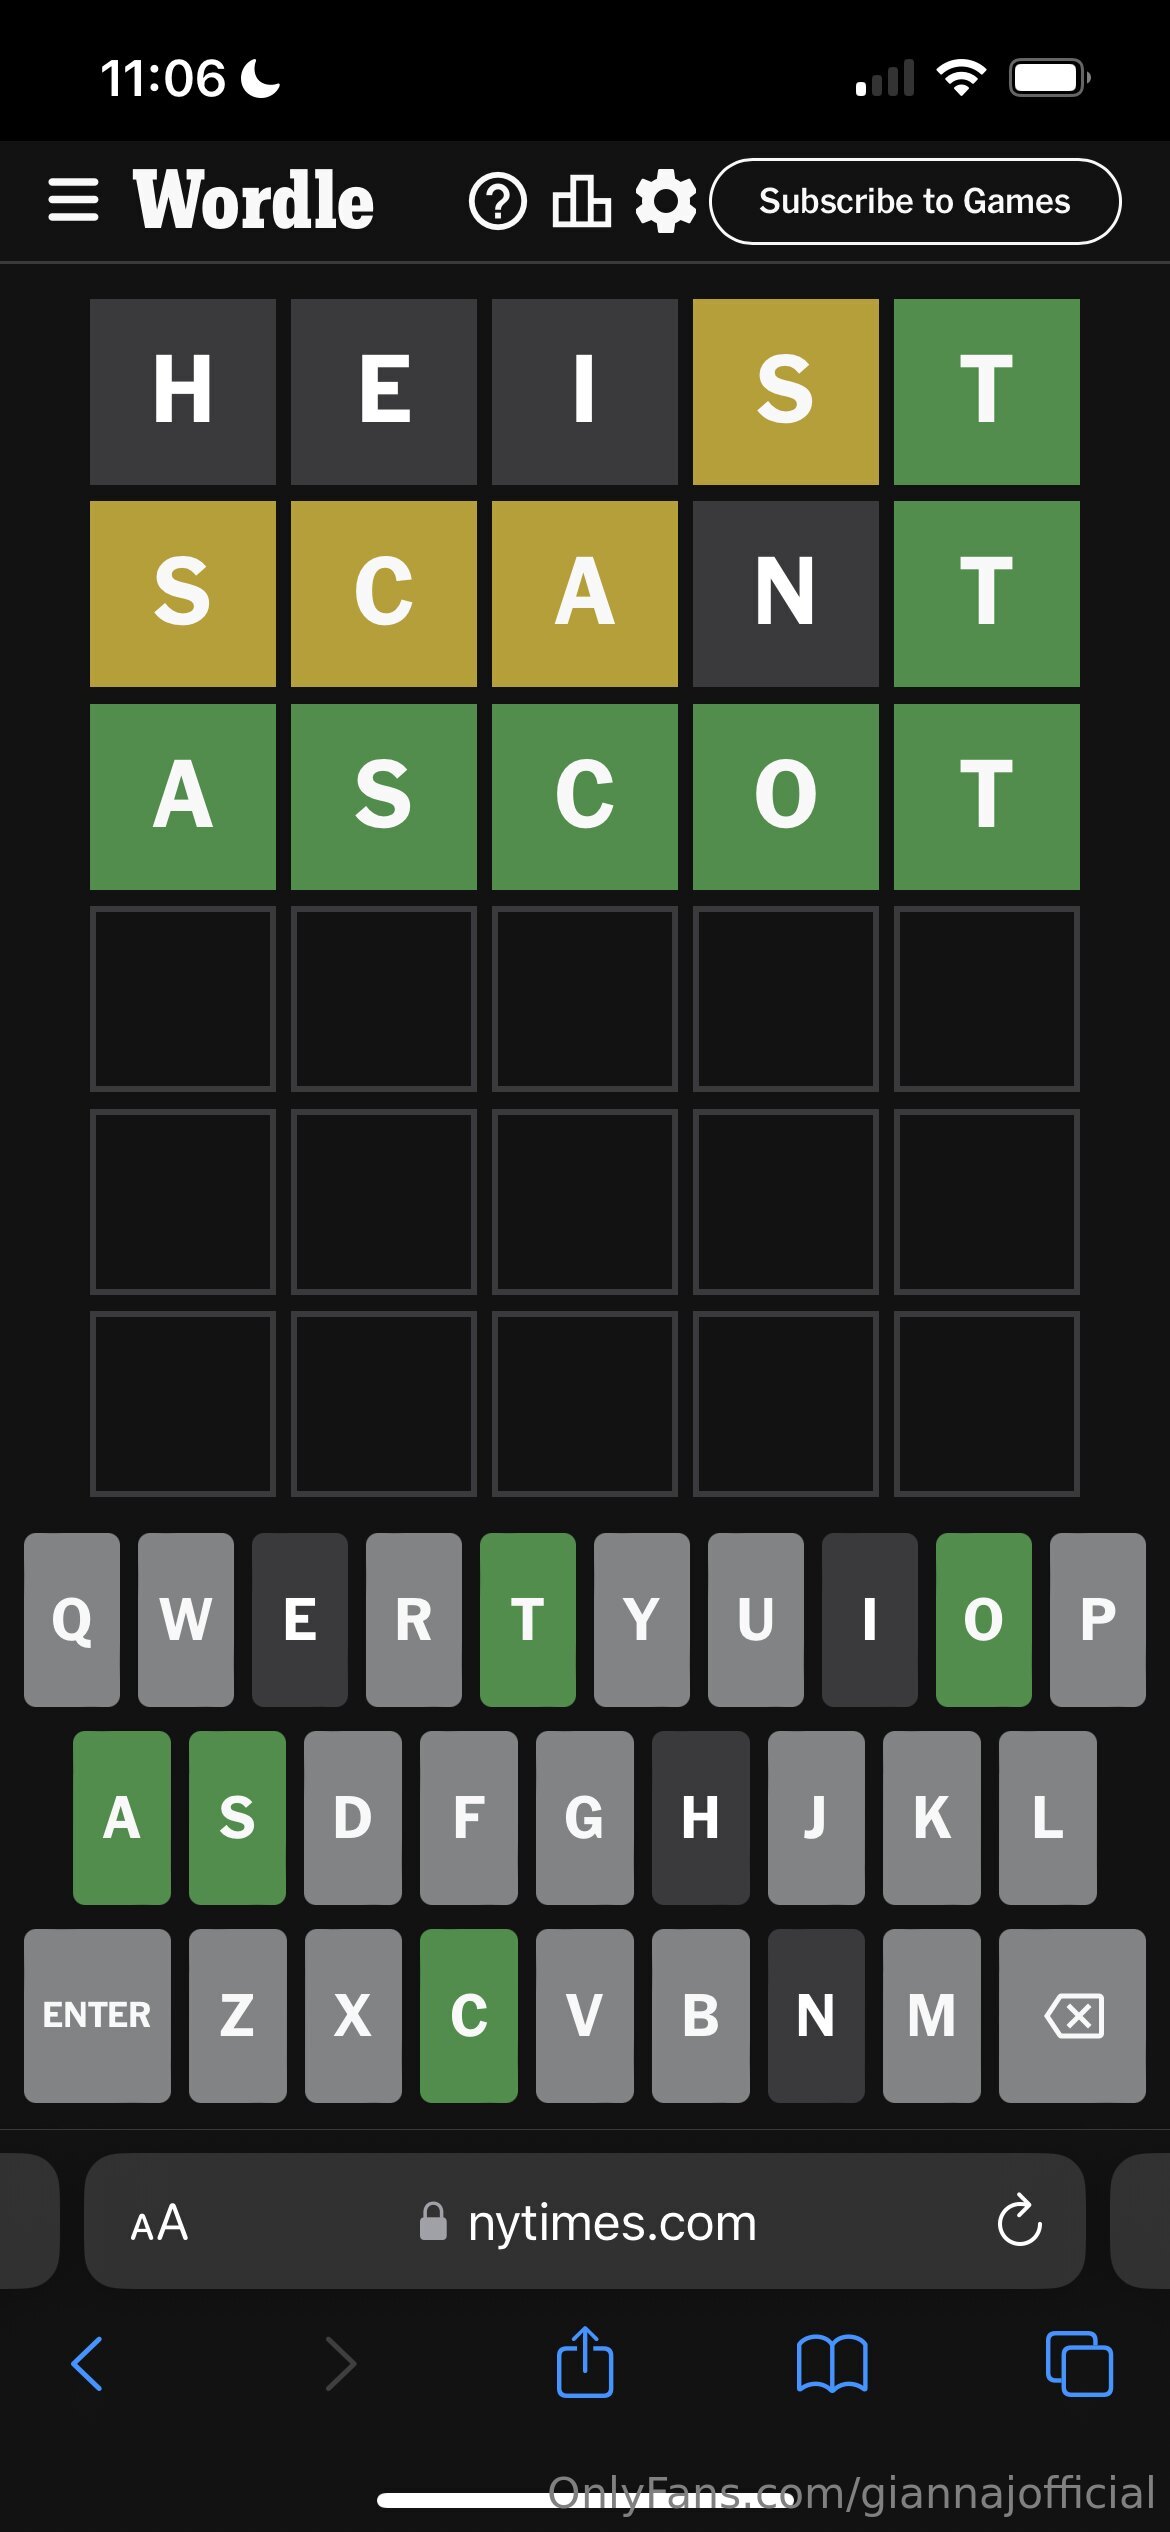 11:06
Wordle
Subscribe to Games
H E I S T
S C A N T
A S C O T
Q W E R T Y U I O P
A S D F G H J K L
ENTER Z X C V B N M
AA nytimes.com
OnlyFans.com/giannajofficial